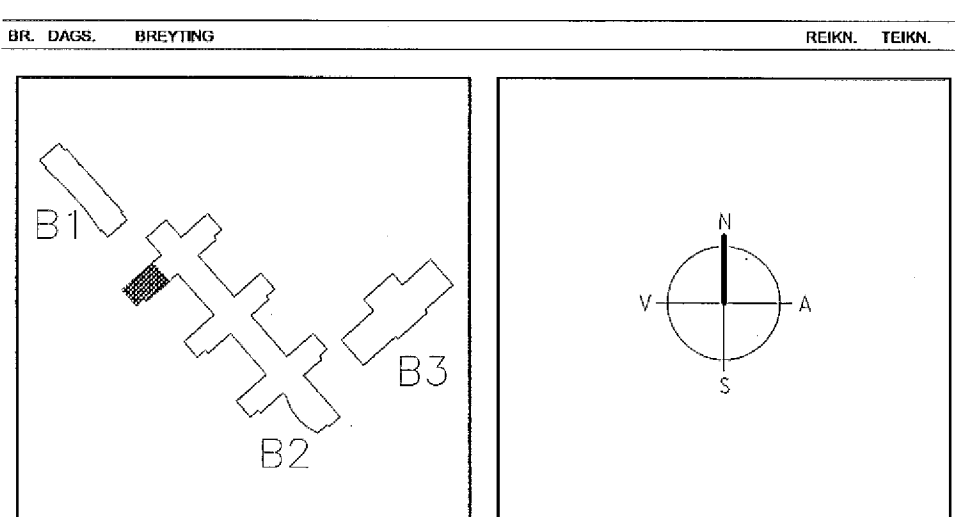 BR. DAGS. BREYTING REIKN. TEIKN.
B1
B3
B2
N
V A
S